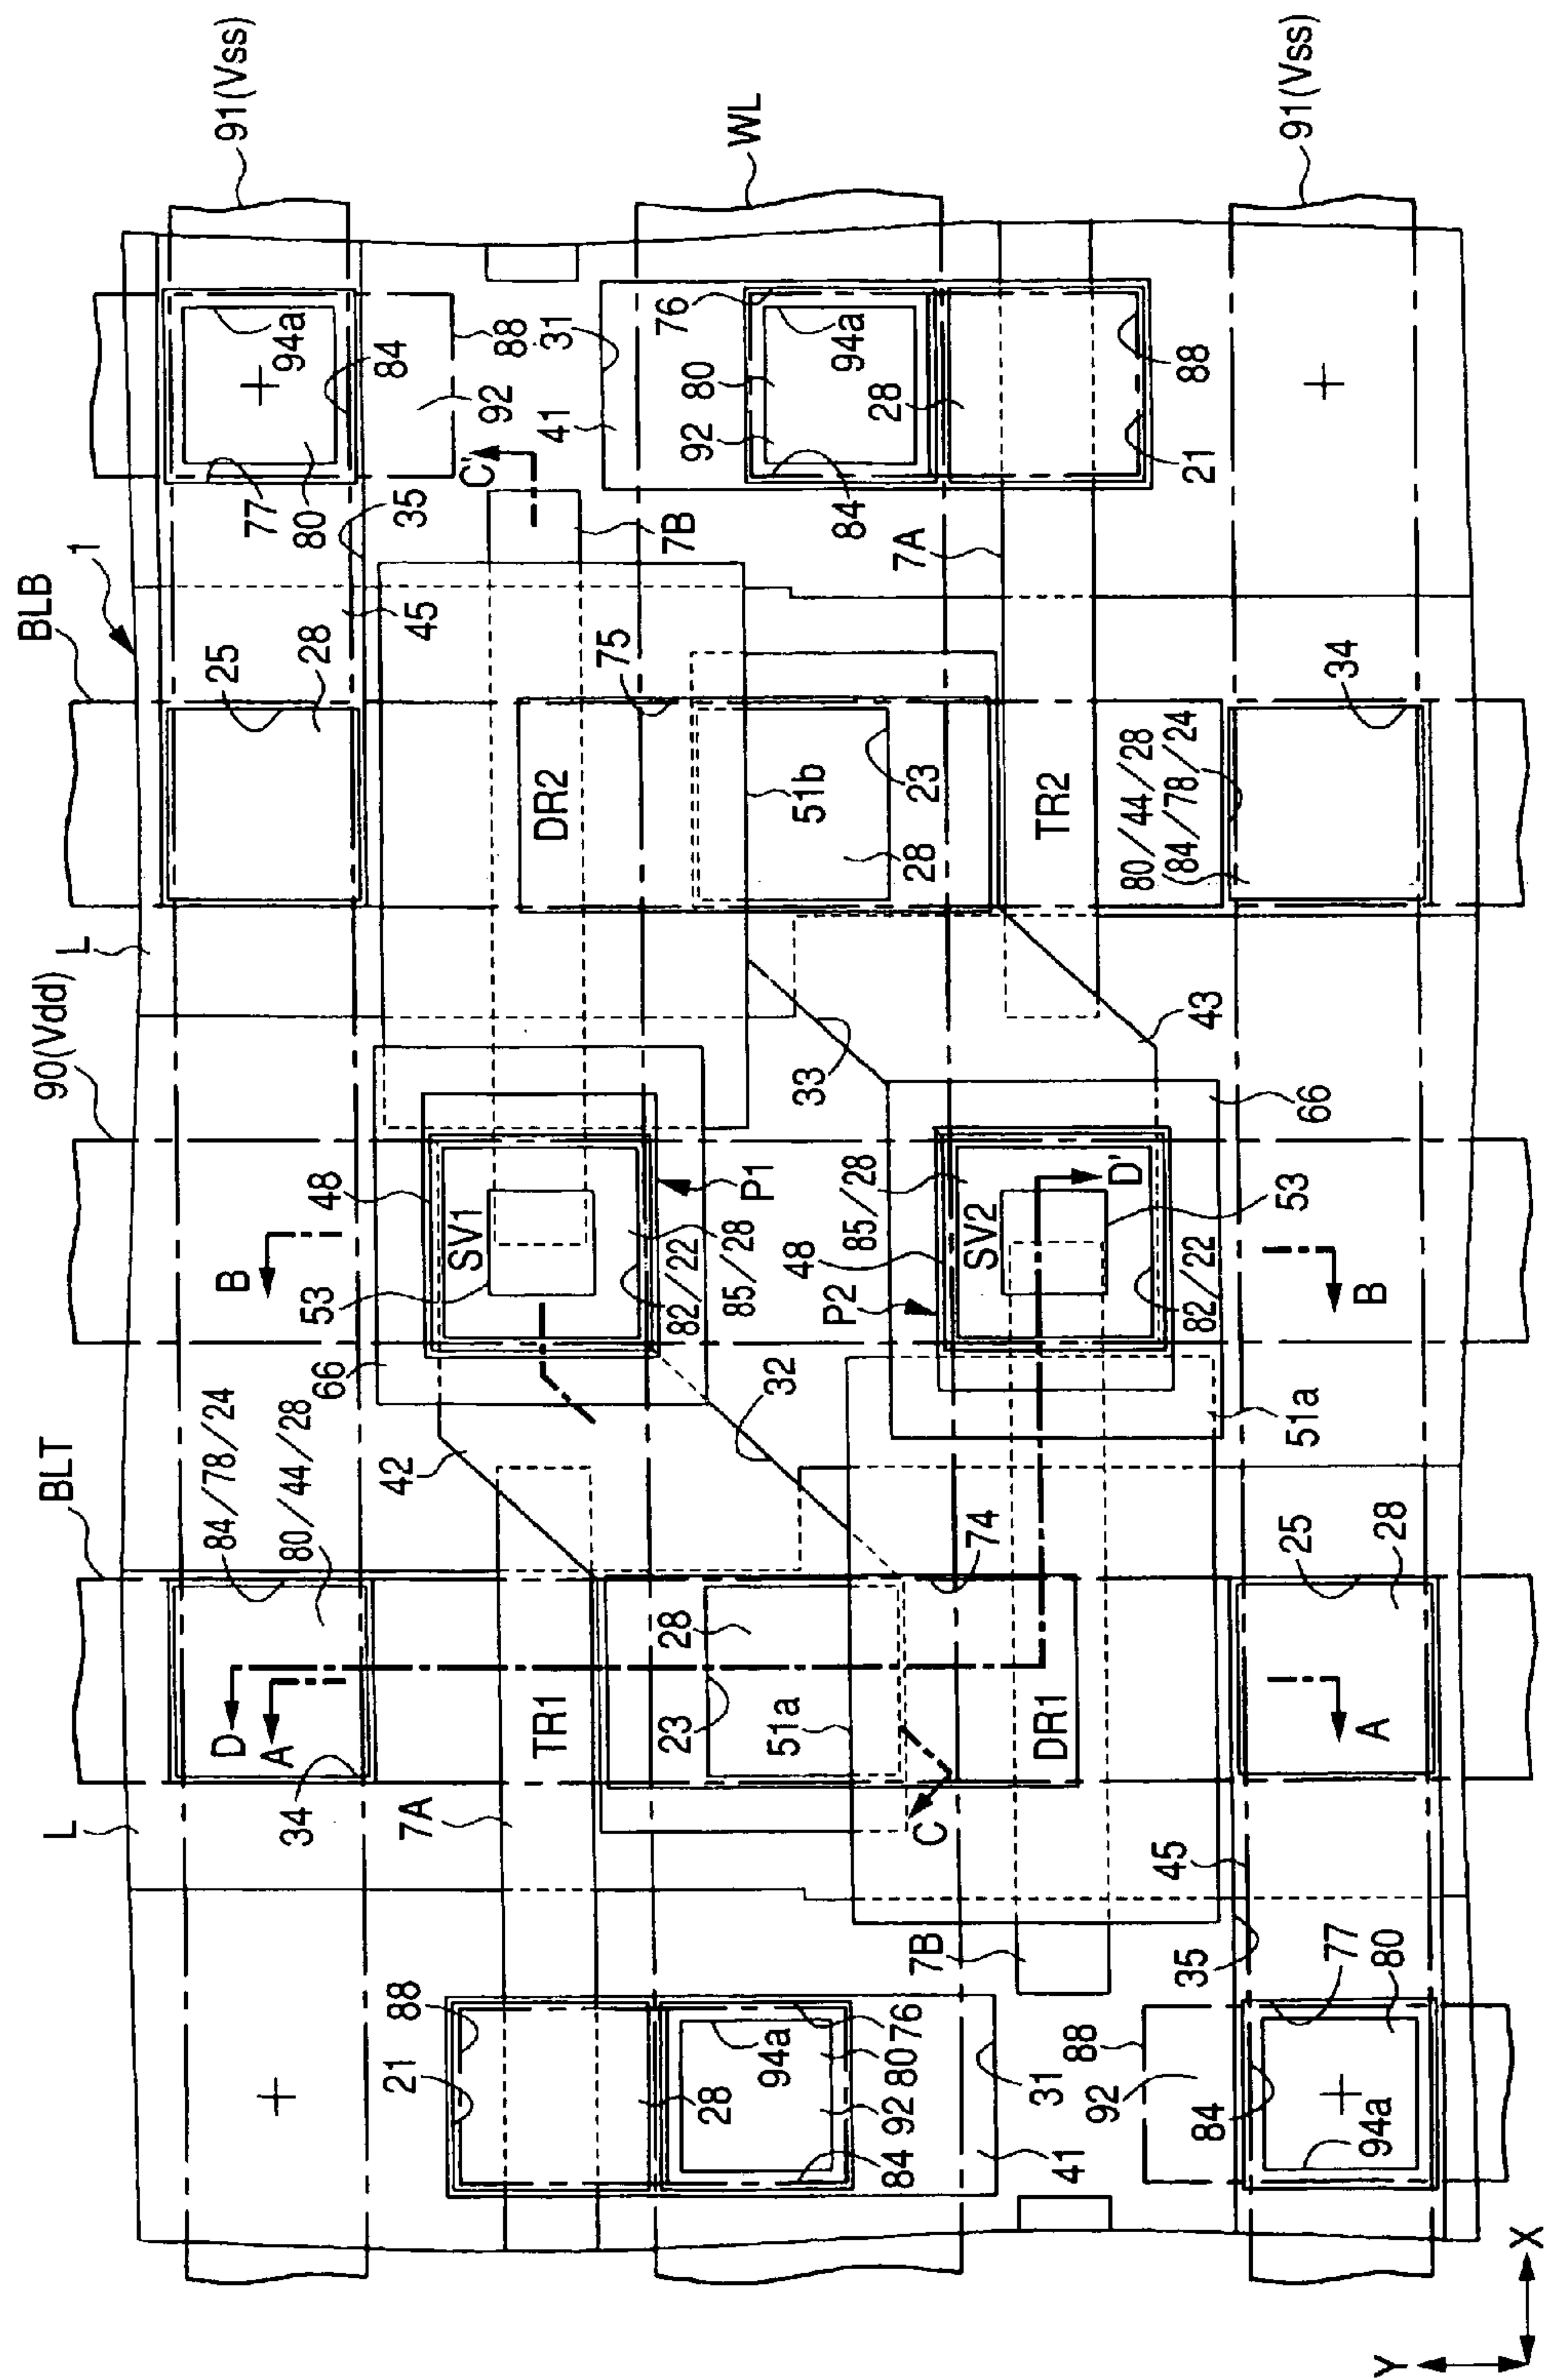 BLT
90(Vdd)
BLB
1
L
L
91(Vss)
WL
91(Vss)
84/78/24
80/44/28
D
A
34
7A
TR1
42
66
53
48
SV1
82/22
85/28
P1
B
25
28
45
35
77
80
94a
84
88
92
C'
7B
DR2
75
31
41
76
92
80
94a
84
28
88
21
7A
51b
23
28
TR2
80/44/28
84/78/24
34
33
43
66
32
48
85/28
P2
SV2
D'
53
82/22
B
51a
74
28
23
51a
DR1
C
25
28
A
88
21
28
76
94a
80
92
84
31
41
7B
45
35
77
80
88
92
84
94a
Y
X